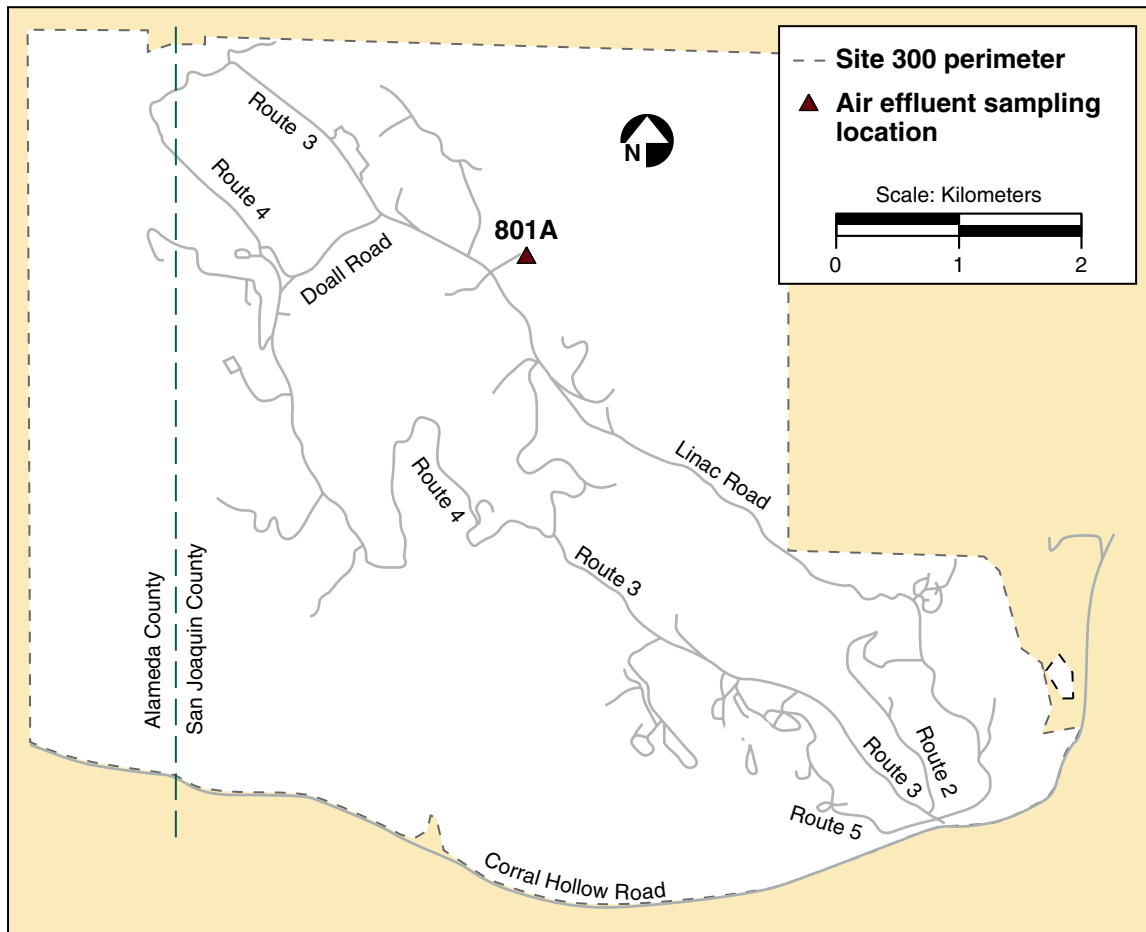 Site 300 perimeter
Air effluent sampling
location
Scale: Kilometers
0 1 2
N
801A
Route 3
Route 4
Doall Road
Linac Road
Route 4
Route 3
Alameda County
San Joaquin County
Route 3
Route 2
Route 5
Corral Hollow Road